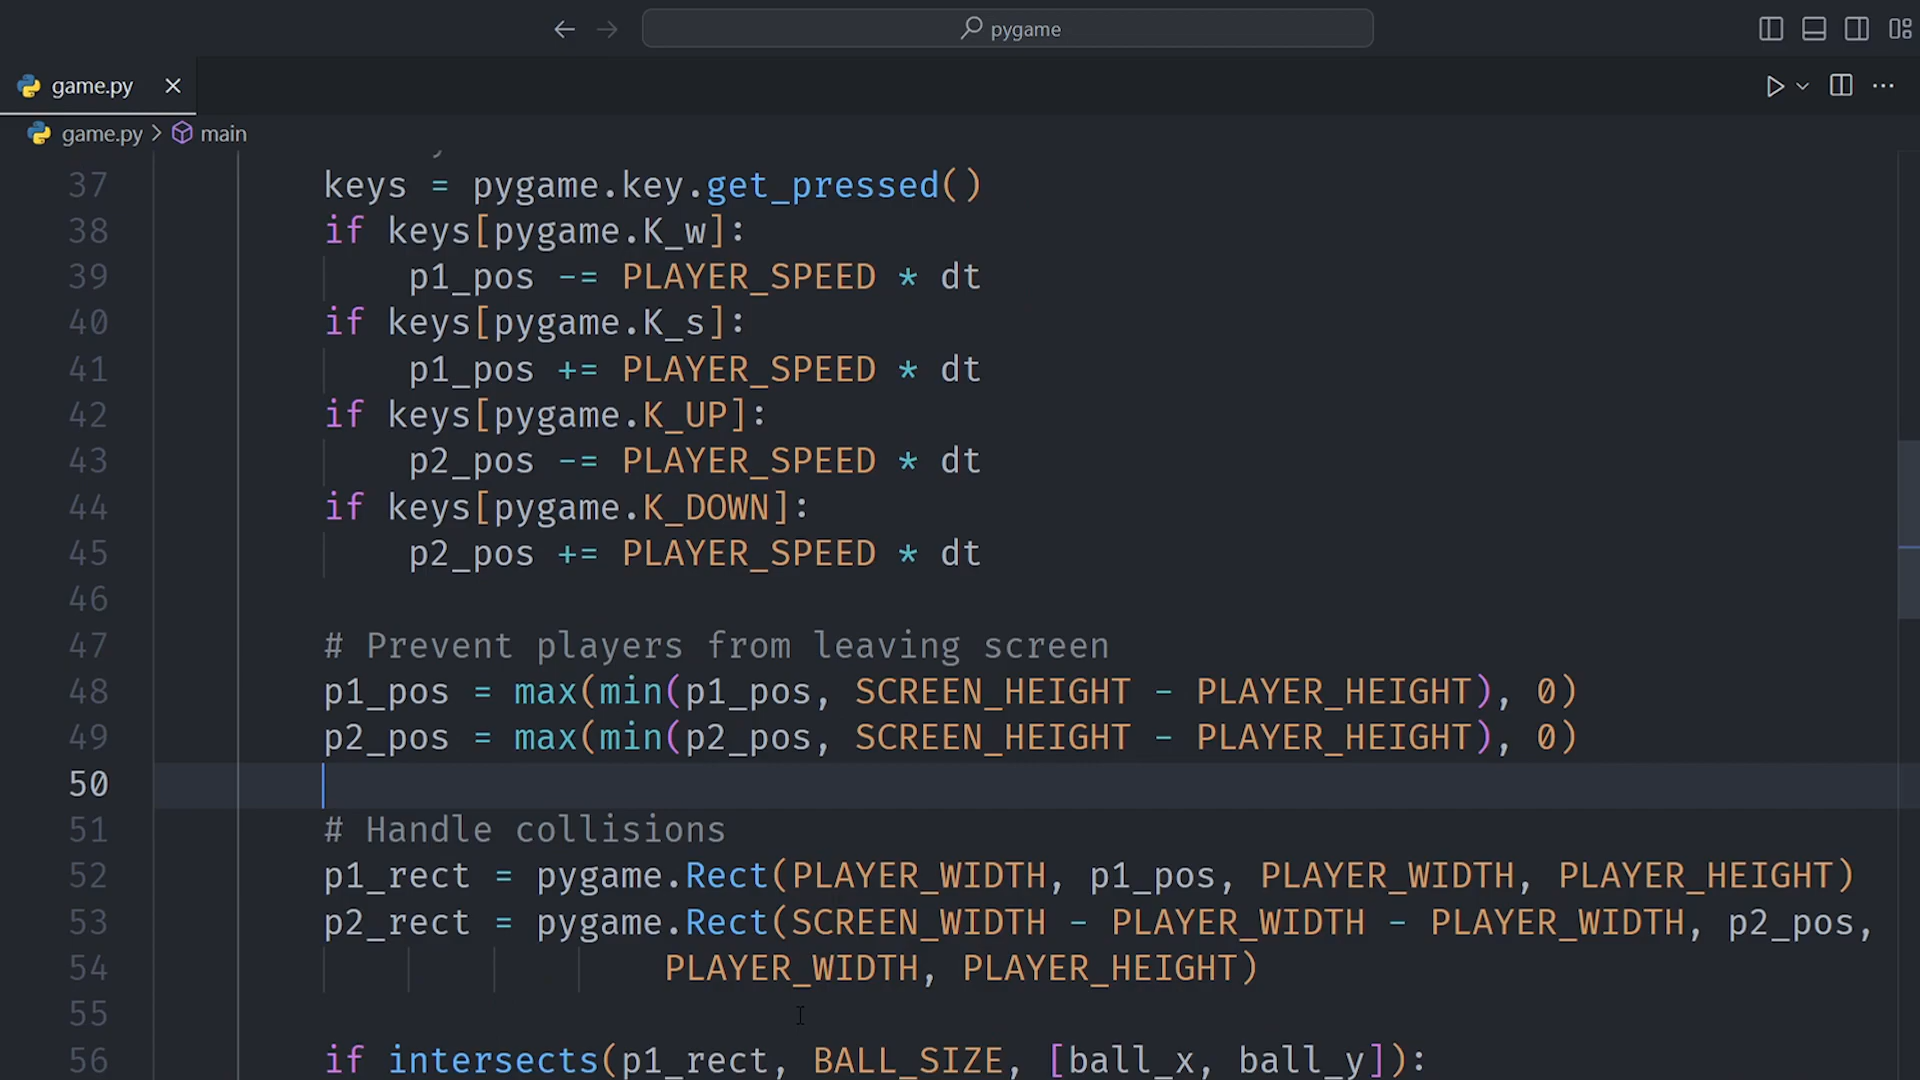 pygame
game.py
game.py > main
37 keys = pygame.key.get_pressed()
38 if keys[pygame.K_w]:
39 p1_pos -= PLAYER_SPEED * dt
40 if keys[pygame.K_s]:
41 p1_pos += PLAYER_SPEED * dt
42 if keys[pygame.K_UP]:
43 p2_pos -= PLAYER_SPEED * dt
44 if keys[pygame.K_DOWN]:
45 p2_pos += PLAYER_SPEED * dt
46
47 # Prevent players from leaving screen
48 p1_pos = max(min(p1_pos, SCREEN_HEIGHT - PLAYER_HEIGHT), 0)
49 p2_pos = max(min(p2_pos, SCREEN_HEIGHT - PLAYER_HEIGHT), 0)
50
51 # Handle collisions
52 p1_rect = pygame.Rect(PLAYER_WIDTH, p1_pos, PLAYER_WIDTH, PLAYER_HEIGHT)
53 p2_rect = pygame.Rect(SCREEN_WIDTH - PLAYER_WIDTH - PLAYER_WIDTH, p2_pos,
54 PLAYER_WIDTH, PLAYER_HEIGHT)
55
56 if intersects(p1_rect, BALL_SIZE, [ball_x, ball_y]):